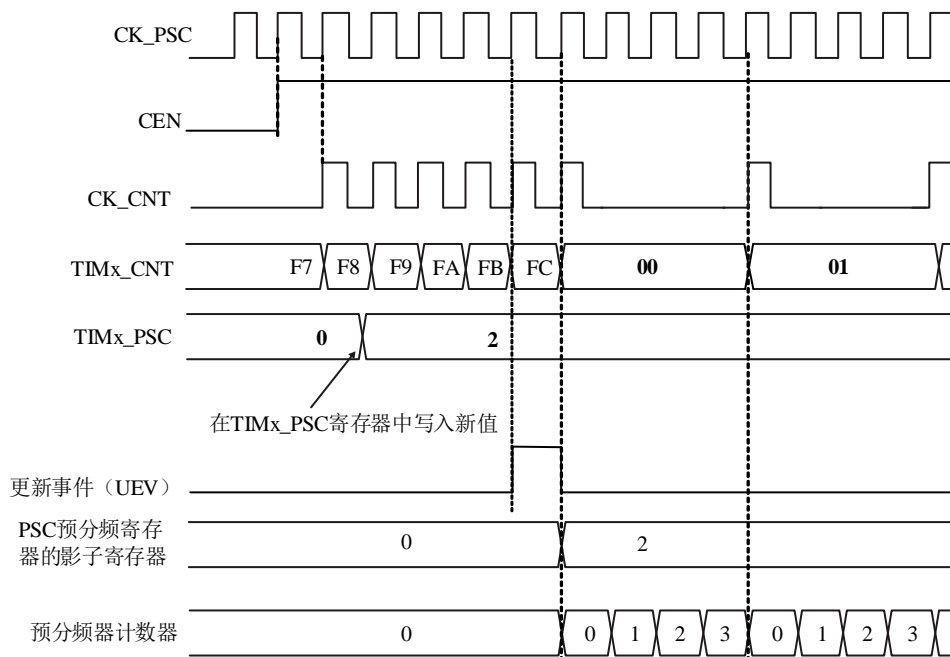 CK_PSC
CEN
CK_CNT
TIMx_CNT F7 F8 F9 FA FB FC 00 01
TIMx_PSC 0 2
在TIMx_PSC寄存器中写入新值
更新事件（UEV）
PSC预分频寄存
器的影子寄存器
0 2
预分频器计数器 0 0 1 2 3 0 1 2 3